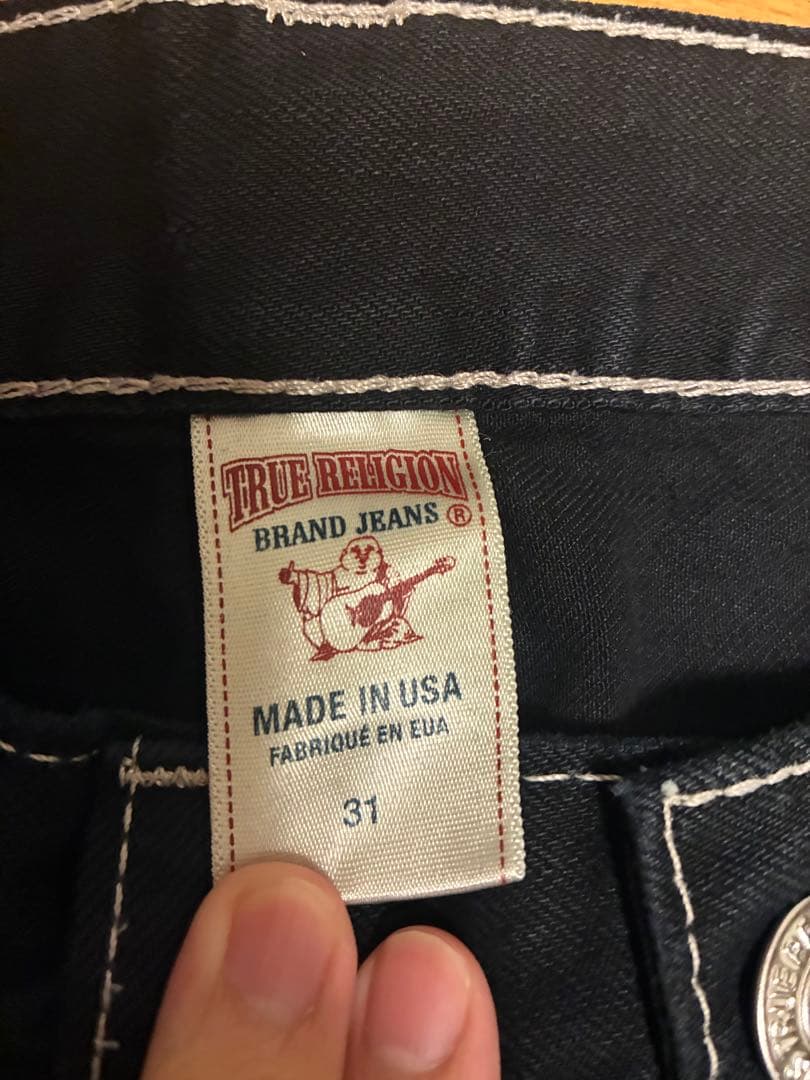 TRUE RELIGION
BRAND JEANS ®
MADE IN USA
FABRIQUÉ EN EUA
31